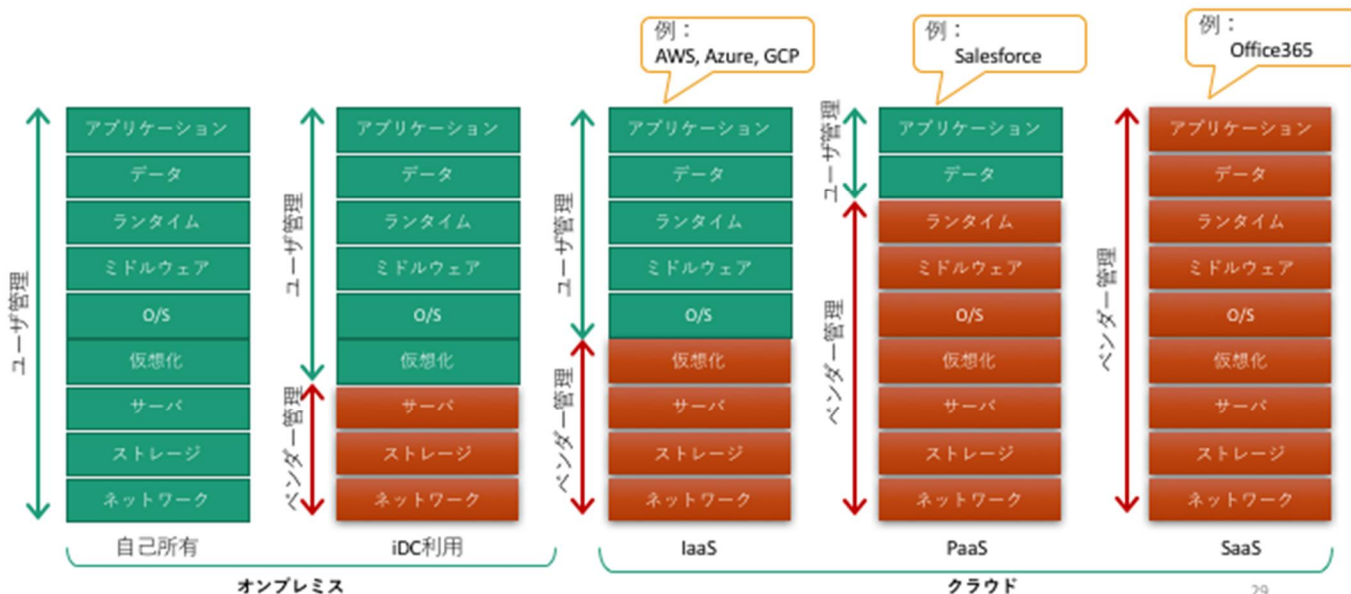 例：
AWS, Azure, GCP
例：
Salesforce
例：
Office365
ユーザ管理
アプリケーション
データ
ランタイム
ミドルウェア
O/S
仮想化
サーバ
ストレージ
ネットワーク
自己所有
ユーザ管理
ベンダー管理
アプリケーション
データ
ランタイム
ミドルウェア
O/S
仮想化
サーバ
ストレージ
ネットワーク
iDC利用
オンプレミス
ユーザ管理
ベンダー管理
アプリケーション
データ
ランタイム
ミドルウェア
O/S
仮想化
サーバ
ストレージ
ネットワーク
IaaS
ユーザ管理
ベンダー管理
アプリケーション
データ
ランタイム
ミドルウェア
O/S
仮想化
サーバ
ストレージ
ネットワーク
PaaS
ベンダー管理
アプリケーション
データ
ランタイム
ミドルウェア
O/S
仮想化
サーバ
ストレージ
ネットワーク
SaaS
クラウド
29